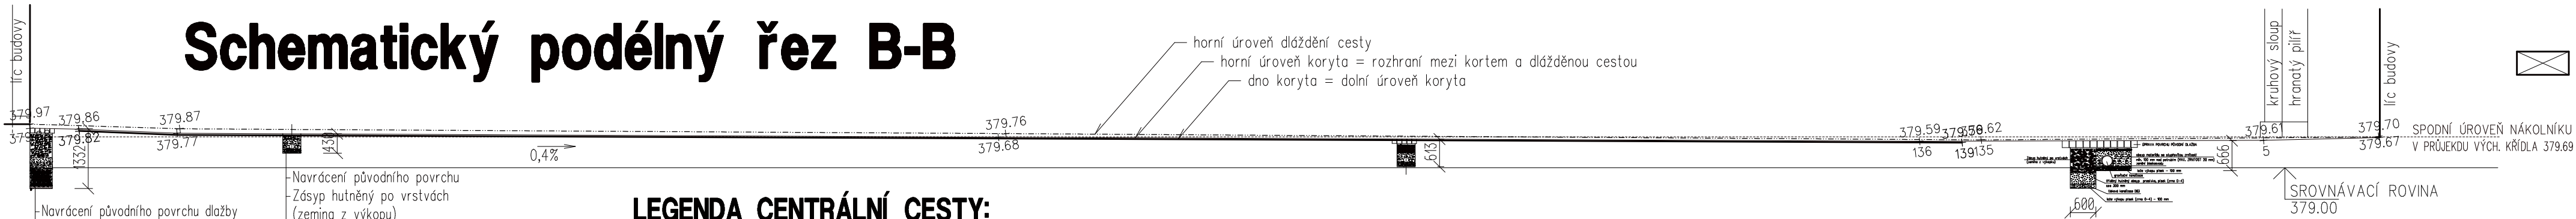 Schematický podélný řez B-B
líc budovy
horní úroveň dláždění cesty
horní úroveň koryta = rozhraní mezi kortem a dlážděnou cestou
dno koryta = dolní úroveň koryta
kruhový sloup
hranatý pilíř
líc budovy
379.97
379.86
379.87
379.76
379.59
379.62
379.61
379.70
SPODNÍ ÚROVEŇ NÁKOLNÍKU
V PRŮJEKDU VÝCH. KŘÍDLA 379.69
379.82
379.77
379.68
379.67
1332
430
0,4%
613
136
139
135
5
666
Navrácení původního povrchu
Zásyp hutněný po vrstvách
(zemina z výkopu)
Navrácení původního povrchu dlažby
LEGENDA CENTRÁLNÍ CESTY:
600
SROVNÁVACÍ ROVINA
379.00